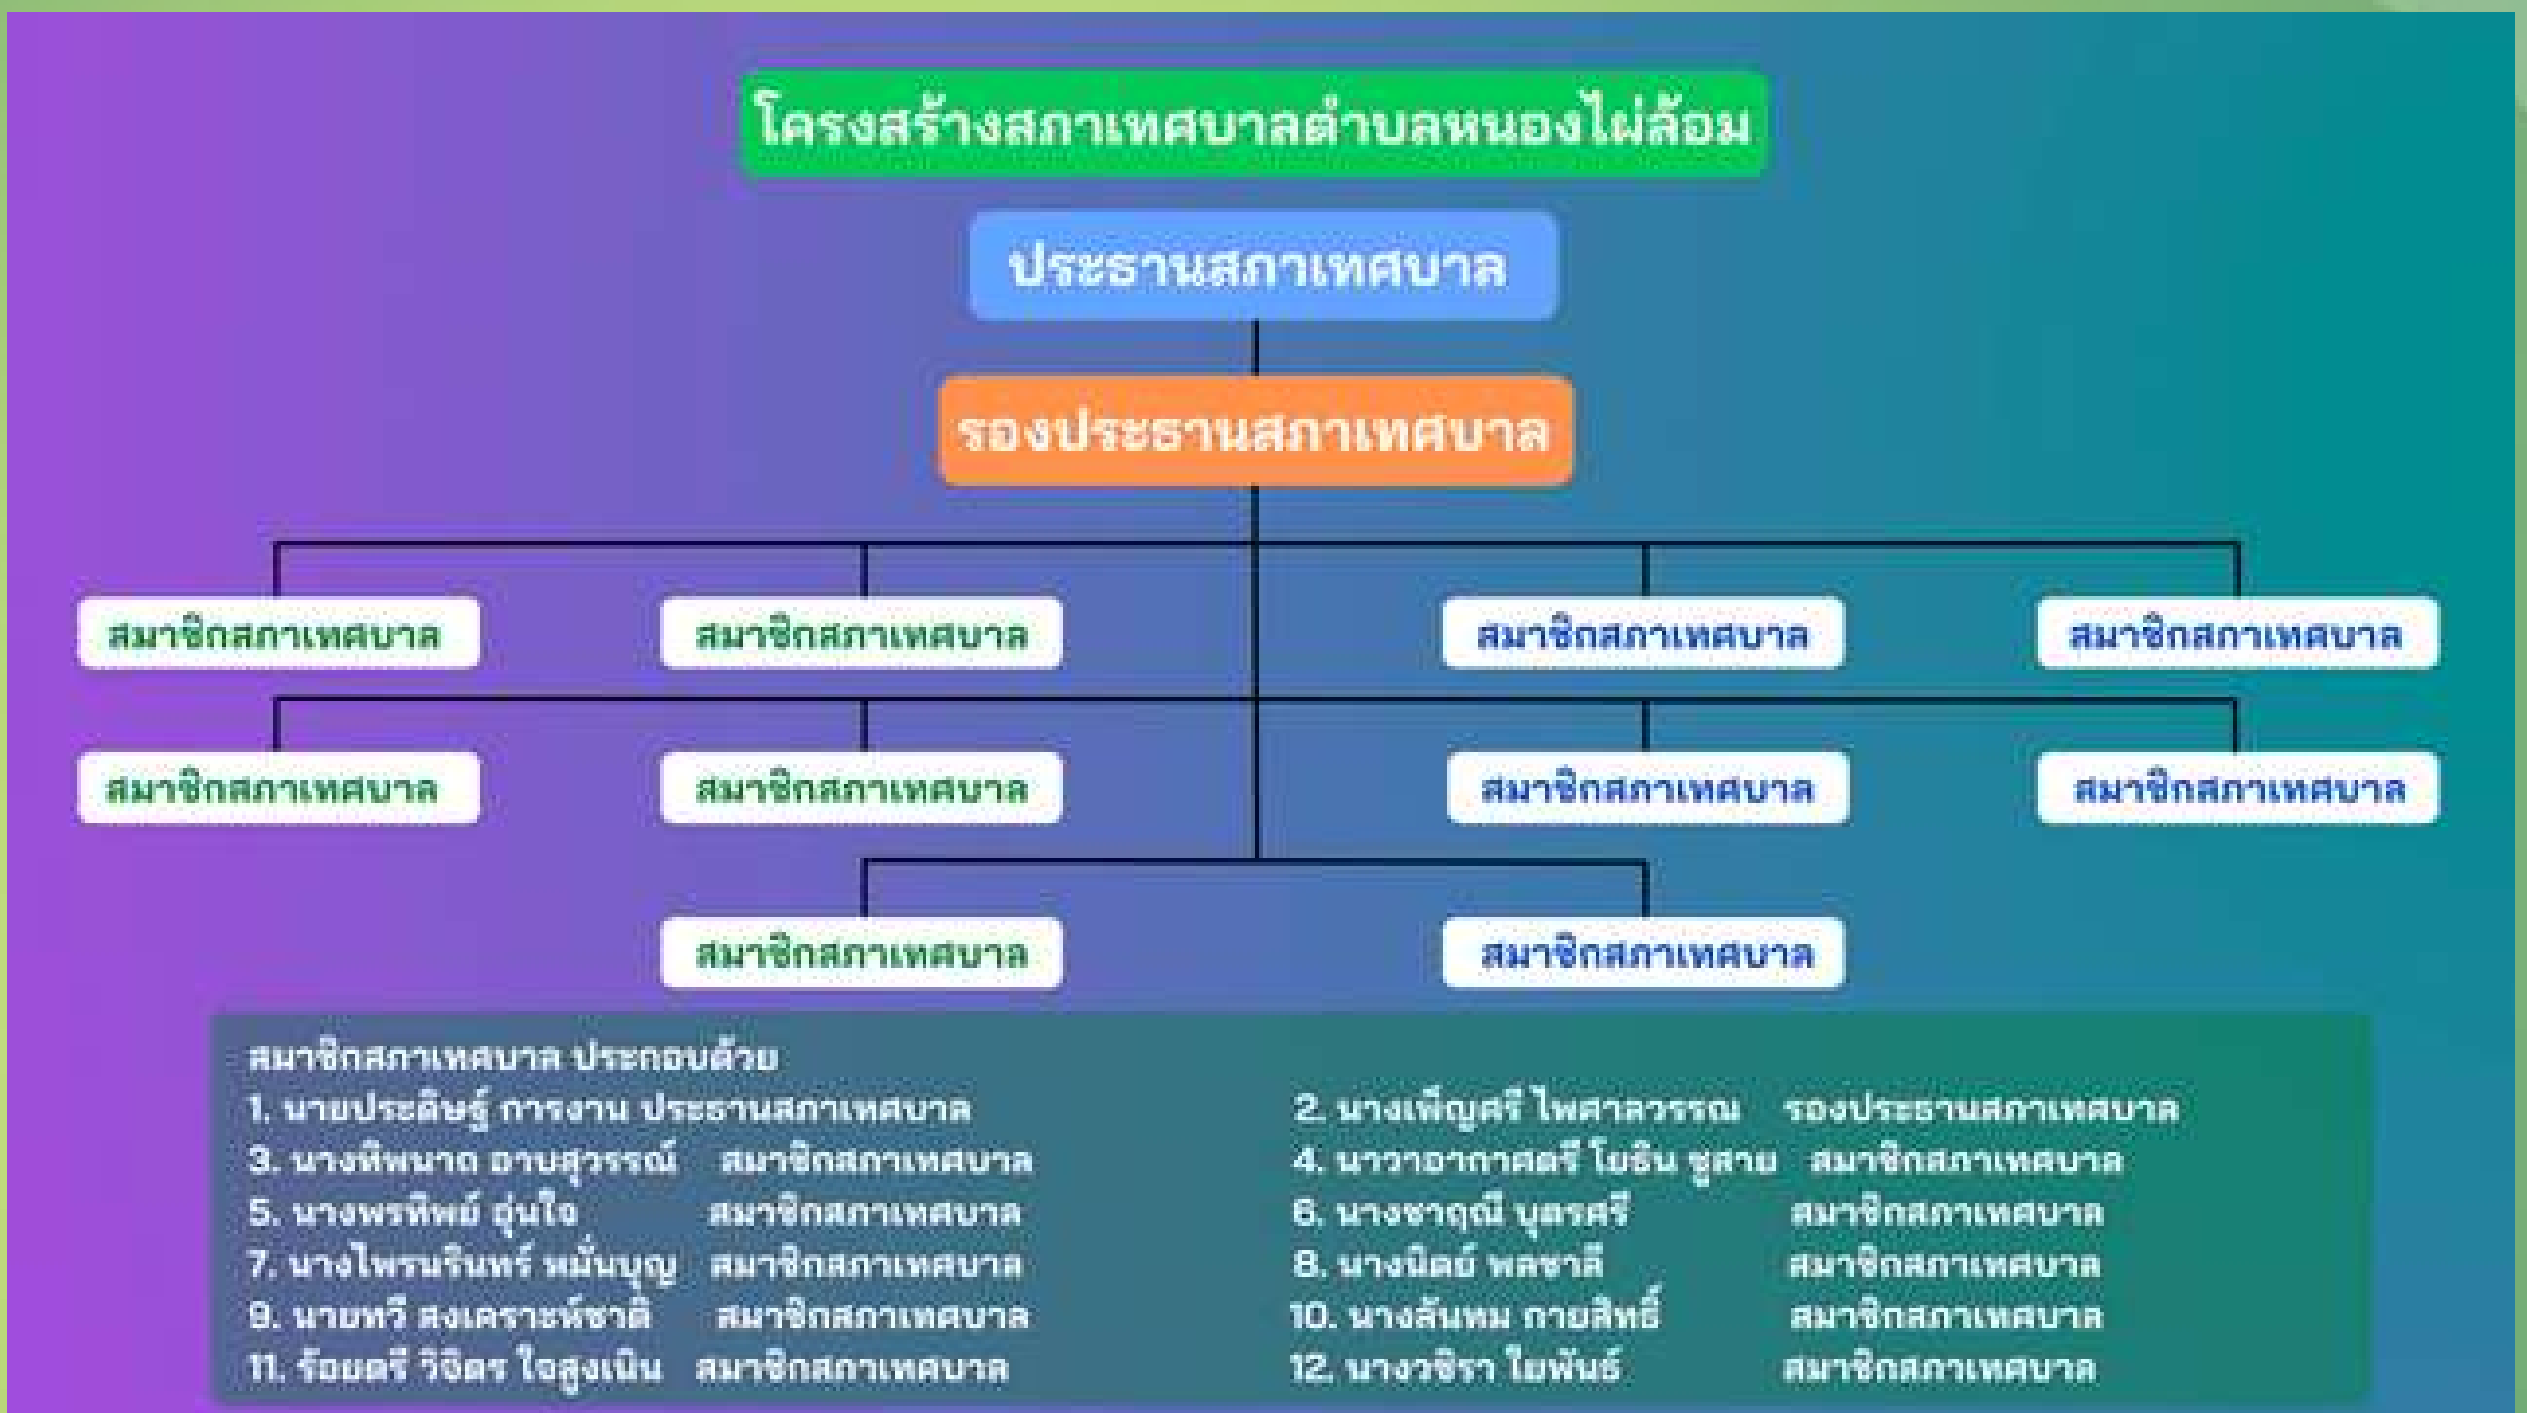 โครงสร้างสภาเทศบาลตำบลหนองไผ่ล้อม
ประธานสภาเทศบาล
รองประธานสภาเทศบาล
สมาชิกสภาเทศบาล สมาชิกสภาเทศบาล สมาชิกสภาเทศบาล สมาชิกสภาเทศบาล
สมาชิกสภาเทศบาล สมาชิกสภาเทศบาล สมาชิกสภาเทศบาล สมาชิกสภาเทศบาล
สมาชิกสภาเทศบาล สมาชิกสภาเทศบาล
สมาชิกสภาเทศบาล ประกอบด้วย
1. นายประดิษฐ์ การงาน ประธานสภาเทศบาล 2. นางเพ็ญศรี ไพศาลวรรณ รองประธานสภาเทศบาล
3. นางทิพนาถ อาบสุวรรณ์ สมาชิกสภาเทศบาล 4. นาวาอากาศตรี โยธิน ชูสาย สมาชิกสภาเทศบาล
5. นางพรทิพย์ อุ่นใจ สมาชิกสภาเทศบาล 6. นางชาฤณี บุตรศรี สมาชิกสภาเทศบาล
7. นางไพรนรินทร์ หมั่นบุญ สมาชิกสภาเทศบาล 8. นางนิตย์ พลชาลี สมาชิกสภาเทศบาล
9. นายทวี สงเคราะห์ชาติ สมาชิกสภาเทศบาล 10. นางลันทม กายสิทธิ์ สมาชิกสภาเทศบาล
11. ร้อยตรี วิจิตร ใจสูงเนิน สมาชิกสภาเทศบาล 12. นางวชิรา ใยพันธ์ สมาชิกสภาเทศบาล